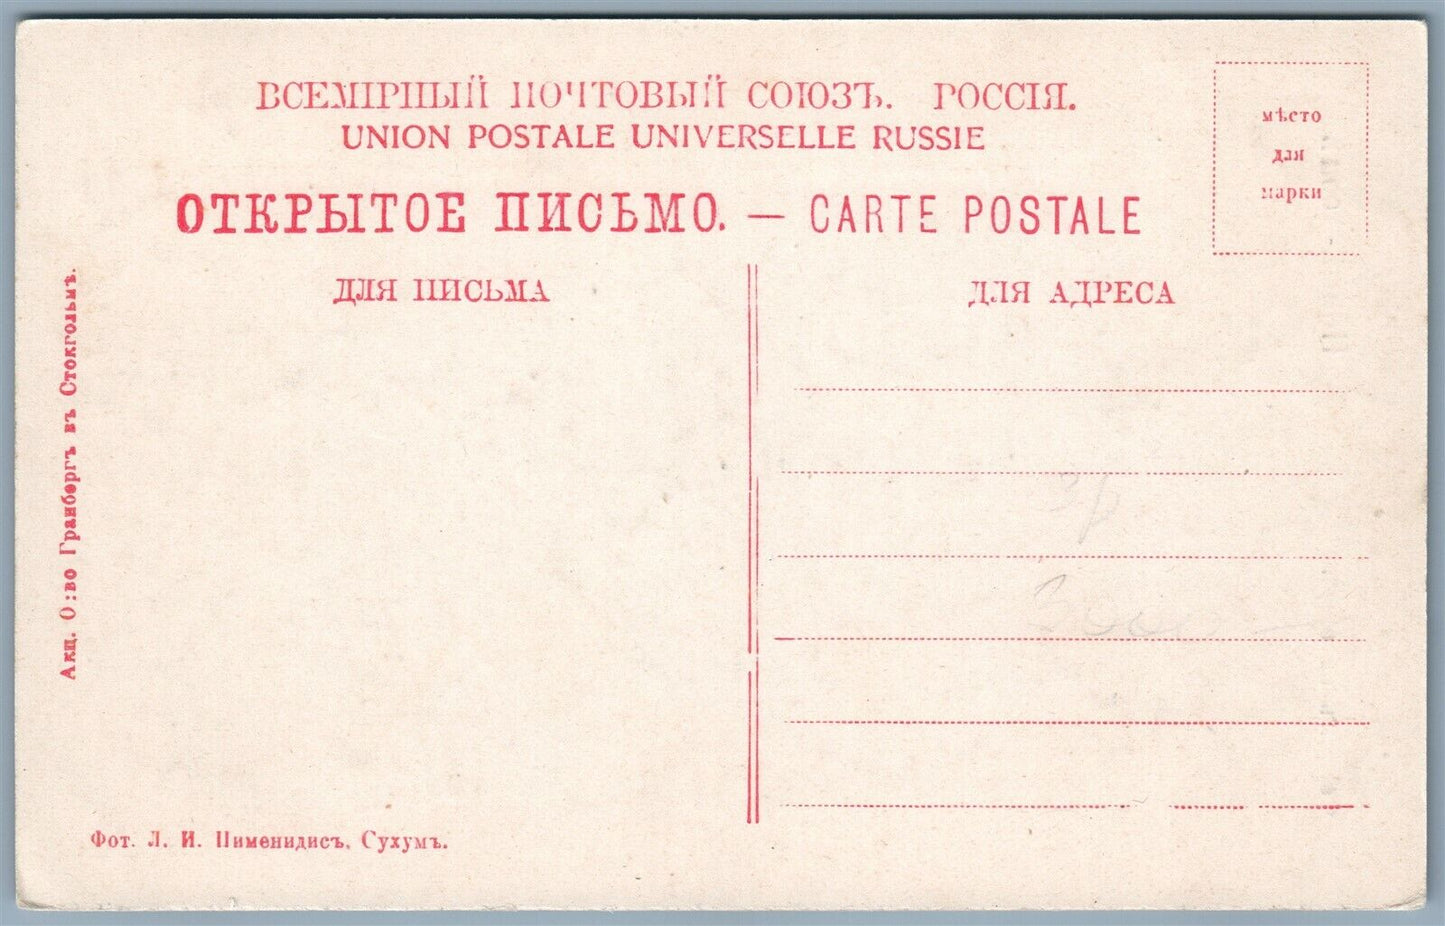 ВСЕМІРНЫЙ ПОЧТОВЫЙ СОЮЗЪ. РОССІЯ.
UNION POSTALE UNIVERSELLE RUSSIE
ОТКРЫТОЕ ПИСЬМО. — CARTE POSTALE
мѣсто
для
марки
ДЛЯ ПИСЬМА
ДЛЯ АДРЕСА
Акц. О:во Гранбергъ въ Стокгольмѣ.
Фот. Л. И. Пименидисъ, Сухумъ.